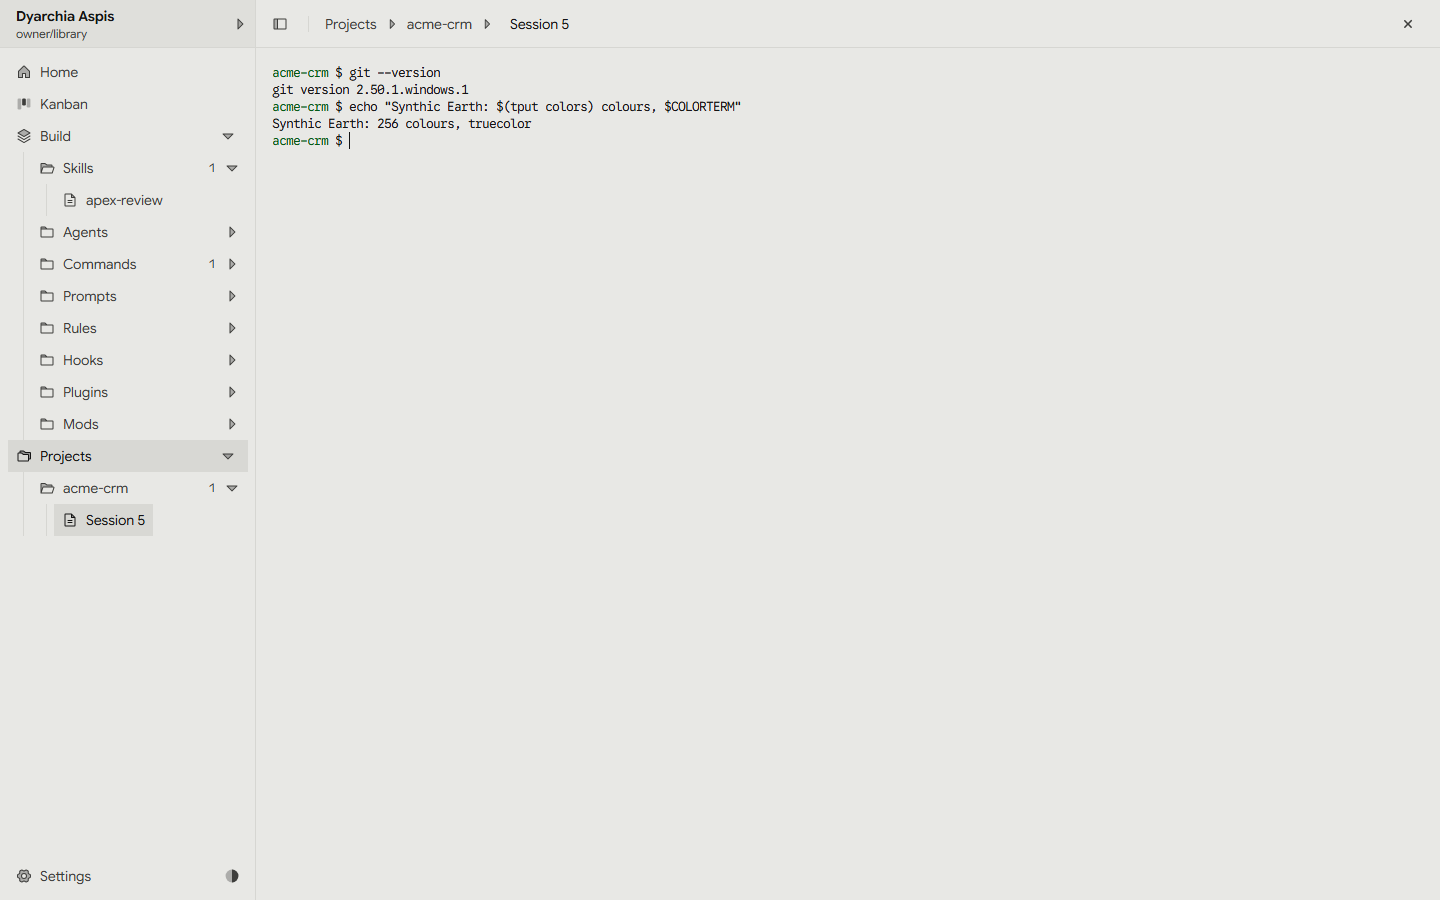 Dyarchia Aspis
owner/library
Home
Kanban
Build
Skills 1
apex-review
Agents
Commands 1
Prompts
Rules
Hooks
Plugins
Mods
Projects
acme-crm 1
Session 5
Settings
Projects acme-crm Session 5
acme-crm $ git --version
git version 2.50.1.windows.1
acme-crm $ echo "Synthic Earth: $(tput colors) colours, $COLORTERM"
Synthic Earth: 256 colours, truecolor
acme-crm $